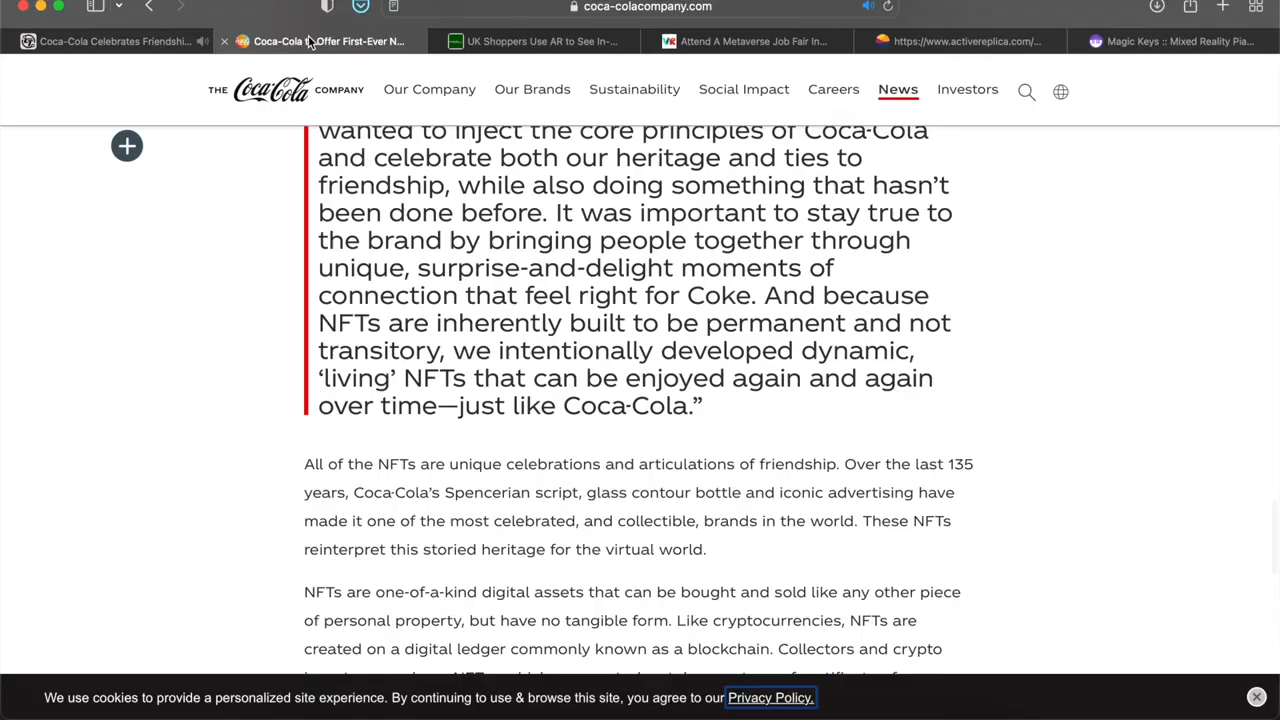 coca-colacompany.com
Coca-Cola Celebrates Friendshi...
Coca-Cola t Offer First-Ever N...
UK Shoppers Use AR to See In-...
Attend A Metaverse Job Fair In...
https://www.activereplica.com/...
Magic Keys :: Mixed Reality Pia...
THE Coca-Cola COMPANY
Our Company
Our Brands
Sustainability
Social Impact
Careers
News
Investors
wanted to inject the core principles of Coca-Cola
and celebrate both our heritage and ties to
friendship, while also doing something that hasn’t
been done before. It was important to stay true to
the brand by bringing people together through
unique, surprise-and-delight moments of
connection that feel right for Coke. And because
NFTs are inherently built to be permanent and not
transitory, we intentionally developed dynamic,
‘living’ NFTs that can be enjoyed again and again
over time—just like Coca-Cola.”
All of the NFTs are unique celebrations and articulations of friendship. Over the last 135
years, Coca-Cola’s Spencerian script, glass contour bottle and iconic advertising have
made it one of the most celebrated, and collectible, brands in the world. These NFTs
reinterpret this storied heritage for the virtual world.
NFTs are one-of-a-kind digital assets that can be bought and sold like any other piece
of personal property, but have no tangible form. Like cryptocurrencies, NFTs are
created on a digital ledger commonly known as a blockchain. Collectors and crypto
We use cookies to provide a personalized site experience. By continuing to use & browse this site, you agree to our Privacy Policy.